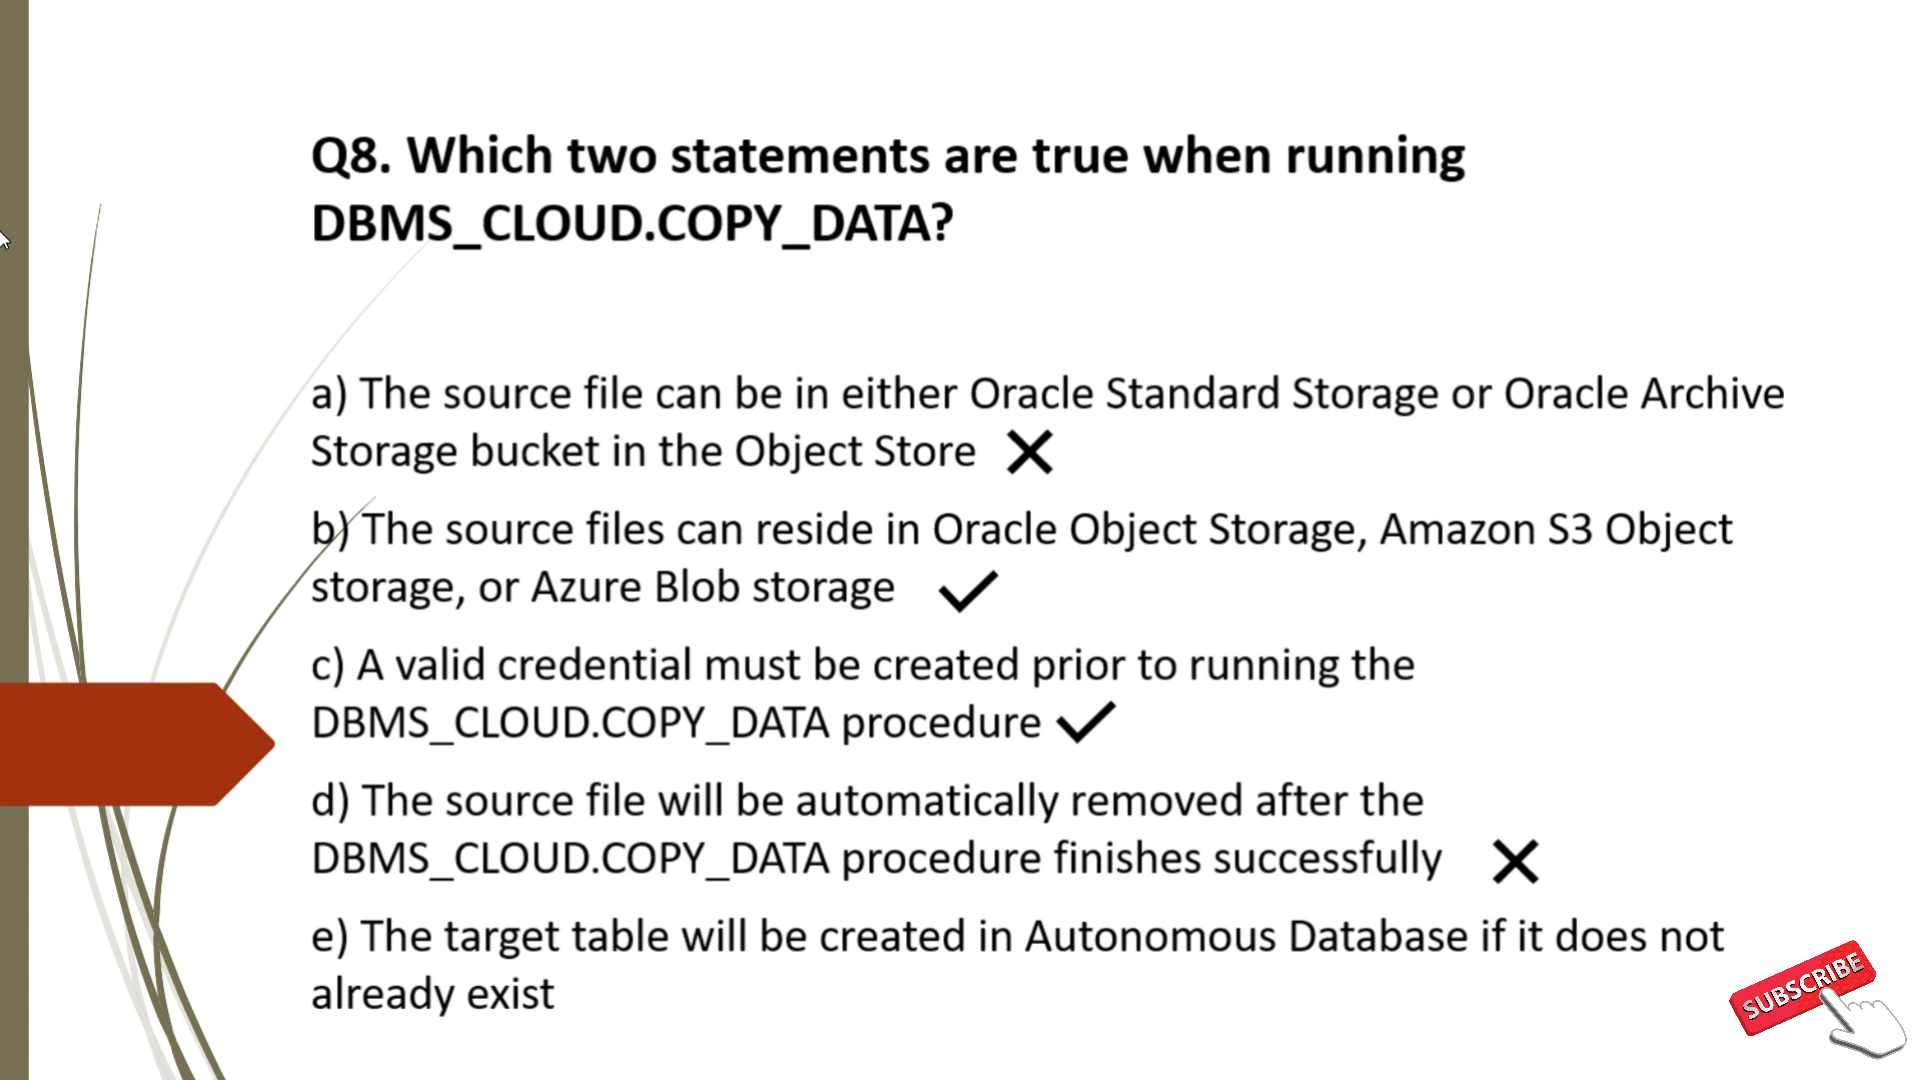 Q8. Which two statements are true when running
DBMS_CLOUD.COPY_DATA?
a) The source file can be in either Oracle Standard Storage or Oracle Archive
Storage bucket in the Object Store
b) The source files can reside in Oracle Object Storage, Amazon S3 Object
storage, or Azure Blob storage
c) A valid credential must be created prior to running the
DBMS_CLOUD.COPY_DATA procedure
d) The source file will be automatically removed after the
DBMS_CLOUD.COPY_DATA procedure finishes successfully
e) The target table will be created in Autonomous Database if it does not
already exist
SUBSCRIBE